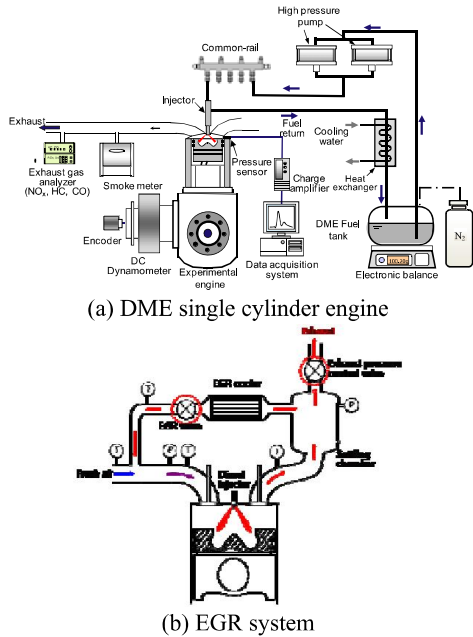 High pressure
pump
Common-rail
Injector
Exhaust
Fuel
return
Cooling
water
Pressure
sensor
Heat
exchanger
Charge
amplifier
Exhaust gas
analyzer
(NOx, HC, CO)
Smoke meter
DME Fuel
tank
N2
Encoder
DC
Dynamometer
Experimental
engine
Data acquisition
system
Electronic balance
(a) DME single cylinder engine
Exhaust
Exhaust pressure
control valve
EGR cooler
EGR valve
T
P
T
P
T
T
Fresh air
Diesel
injector
Settling
chamber
(b) EGR system